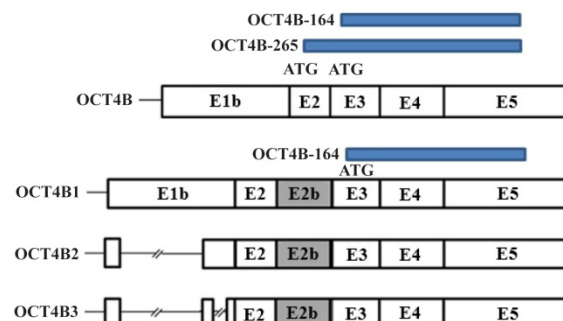 OCT4B-164
OCT4B-265
ATG ATG
OCT4B E1b E2 E3 E4 E5
OCT4B-164
ATG
OCT4B1 E1b E2 E2b E3 E4 E5
OCT4B2 E2 E2b E3 E4 E5
OCT4B3 E2 E2b E3 E4 E5